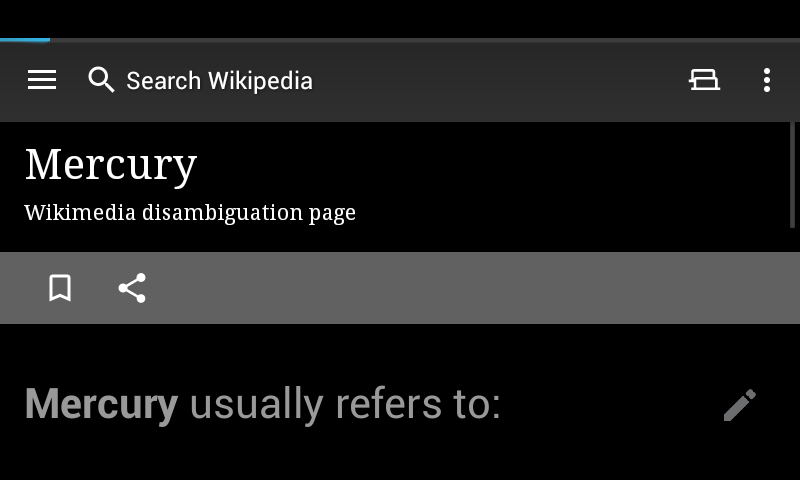 Search Wikipedia
Mercury
Wikimedia disambiguation page
Mercury usually refers to: